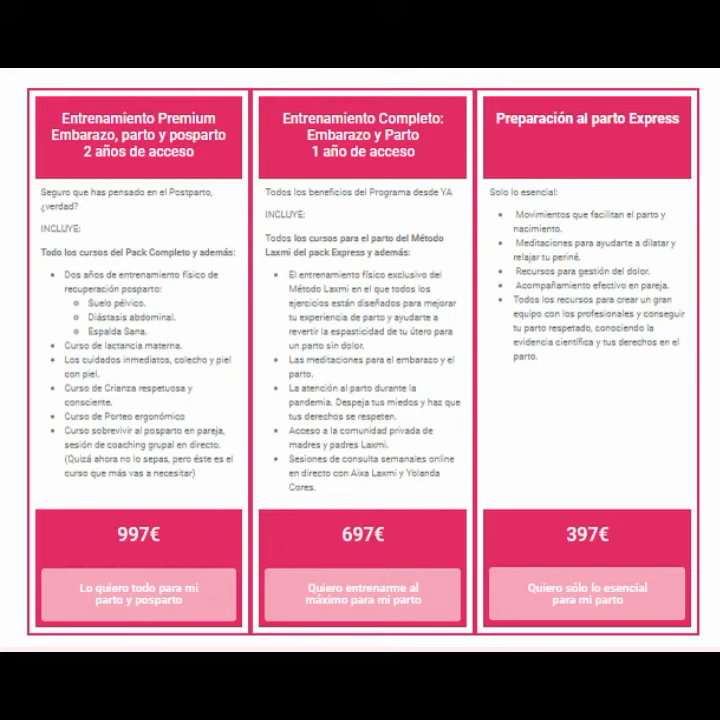 Entrenamiento Premium
Embarazo, parto y posparto
2 años de acceso
Seguro que has pensado en el Postparto,
¿verdad?
INCLUYE:
Todo los cursos del Pack Completo y además:
Dos años de entrenamiento físico de
recuperación posparto:
Suelo pélvico.
Diástasis abdominal.
Espalda Sana.
Curso de lactancia materna.
Los cuidados inmediatos, colecho y piel
con piel.
Curso de Crianza respetuosa y
consciente.
Curso de Porteo ergonómico
Curso sobrevivir al posparto en pareja,
sesión de coaching grupal en directo.
(Quizá ahora no lo sepas, pero éste es el
curso que más vas a necesitar)
997€
Lo quiero todo para mi
parto y posparto
Entrenamiento Completo:
Embarazo y Parto
1 año de acceso
Todos los beneficios del Programa desde YA
INCLUYE:
Todos los cursos para el parto del Método
Laxmi del pack Express y además:
El entrenamiento físico exclusivo del
Método Laxmi en el que todos los
ejercicios están diseñados para mejorar
tu experiencia de parto y ayudarte a
revertir la espasticidad de tu útero para
un parto sin dolor.
Las meditaciones para el embarazo y el
parto.
La atención al parto durante la
pandemia. Despeja tus miedos y haz que
tus derechos se respeten.
Acceso a la comunidad privada de
madres y padres Laxmi.
Sesiones de consulta semanales online
en directo con Aixa Laxmi y Yolanda
Cores.
697€
Quiero entrenarme al
máximo para mi parto
Preparación al parto Express
Solo lo esencial:
Movimientos que facilitan el parto y
nacimiento.
Meditaciones para ayudarte a dilatar y
relajar tu periné.
Recursos para gestión del dolor.
Acompañamiento efectivo en pareja.
Todos los recursos para crear un gran
equipo con los profesionales y conseguir
tu parto respetado, conociendo la
evidencia científica y tus derechos en el
parto.
397€
Quiero sólo lo esencial
para mi parto